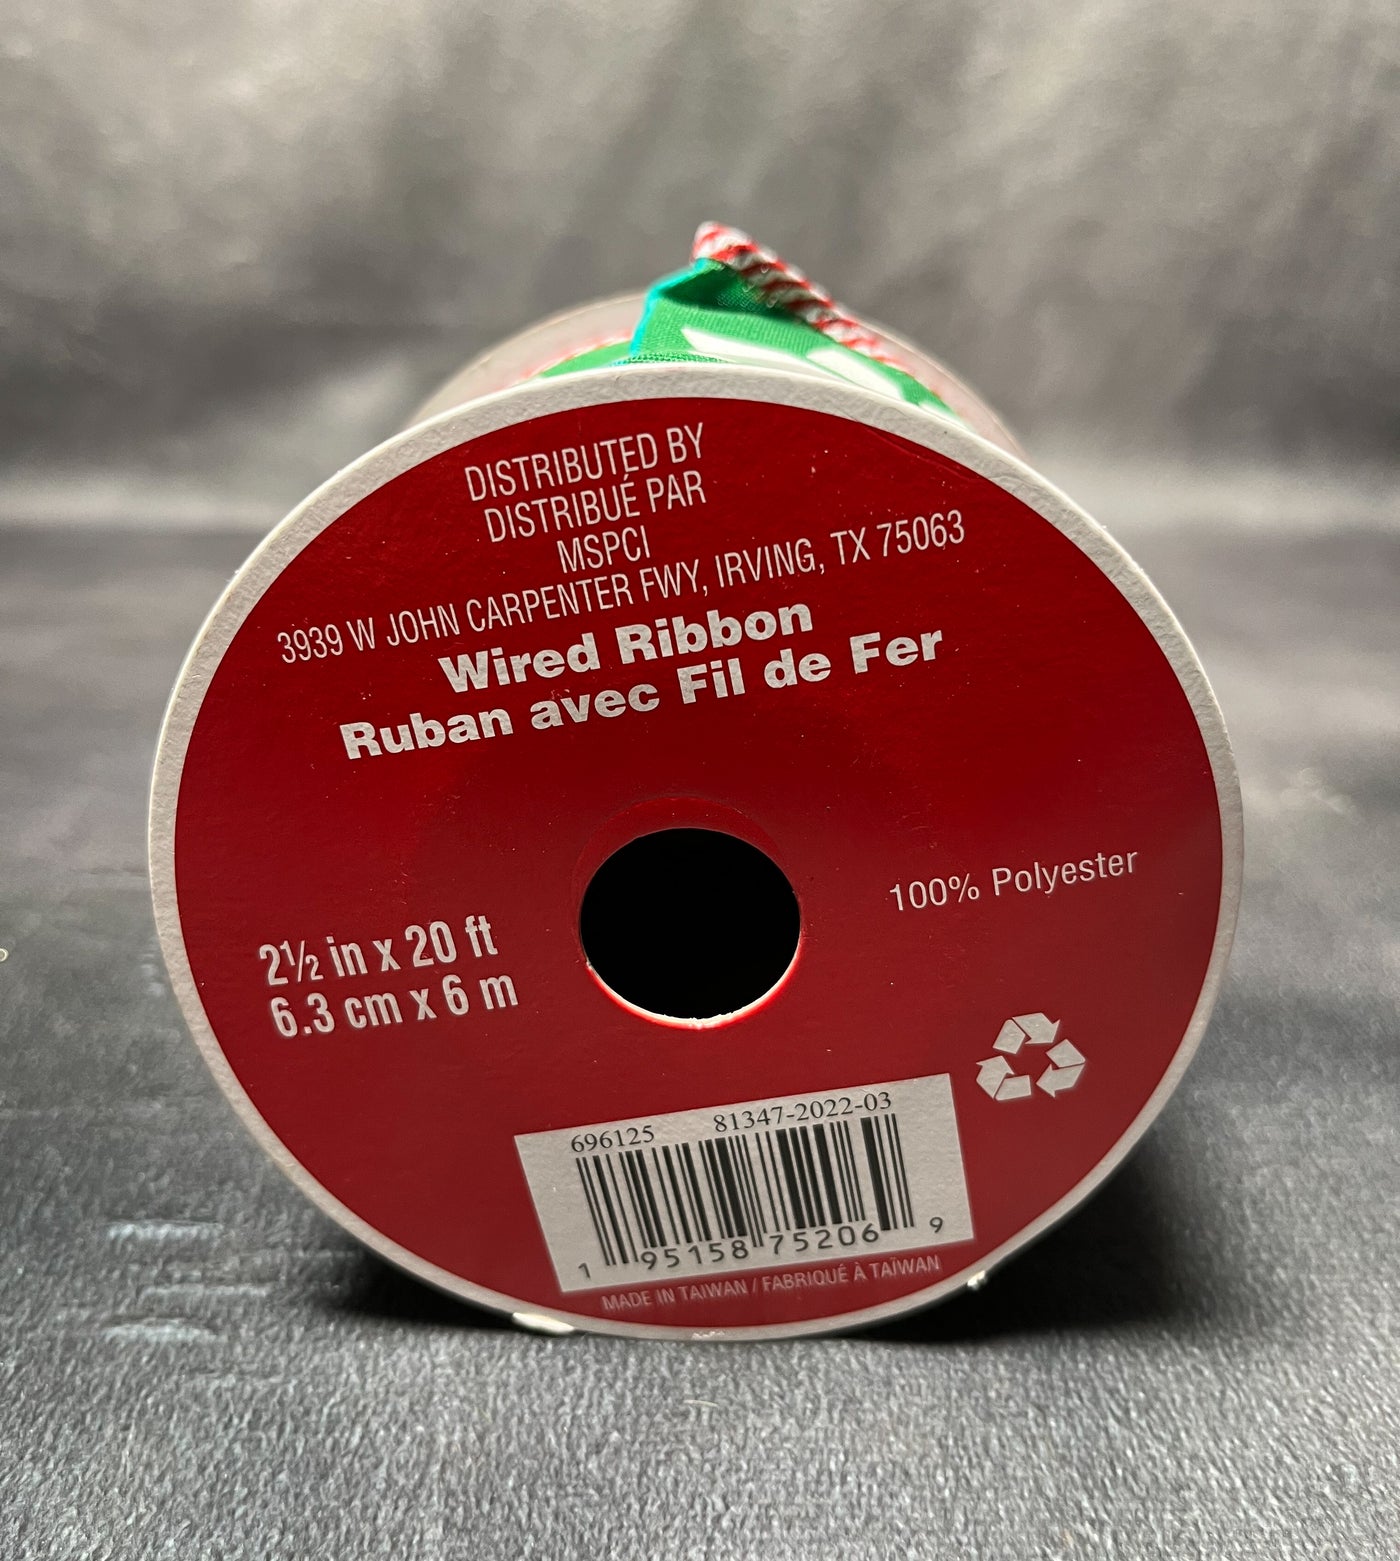 DISTRIBUTED BY
DISTRIBUÉ PAR
MSPCI
3939 W JOHN CARPENTER FWY, IRVING, TX 75063
Wired Ribbon
Ruban avec Fil de Fer
100% Polyester
2½ in x 20 ft
6.3 cm x 6 m
696125 81347-2022-03
1 95158 75206 9
MADE IN TAIWAN / FABRIQUÉ À TAÏWAN